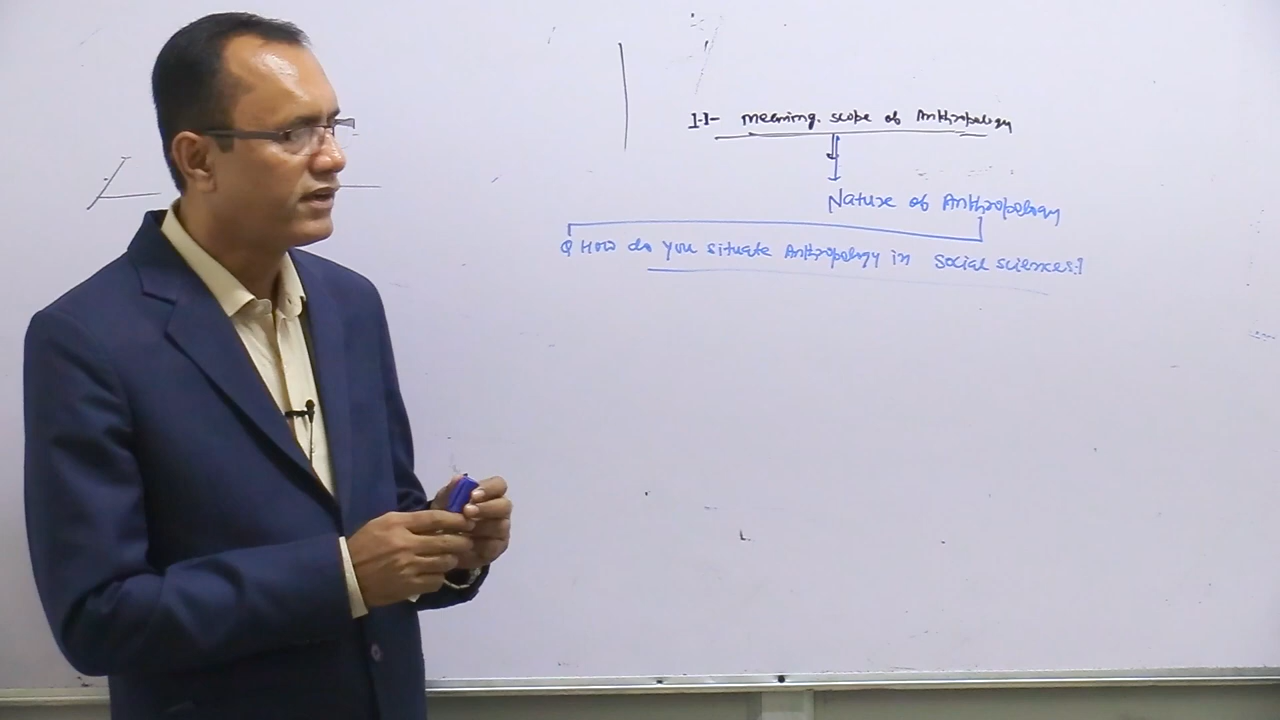 1.1- meaning. scope of Anthropology
Nature of Anthropology
Q How do you situate Anthropology in social sciences?